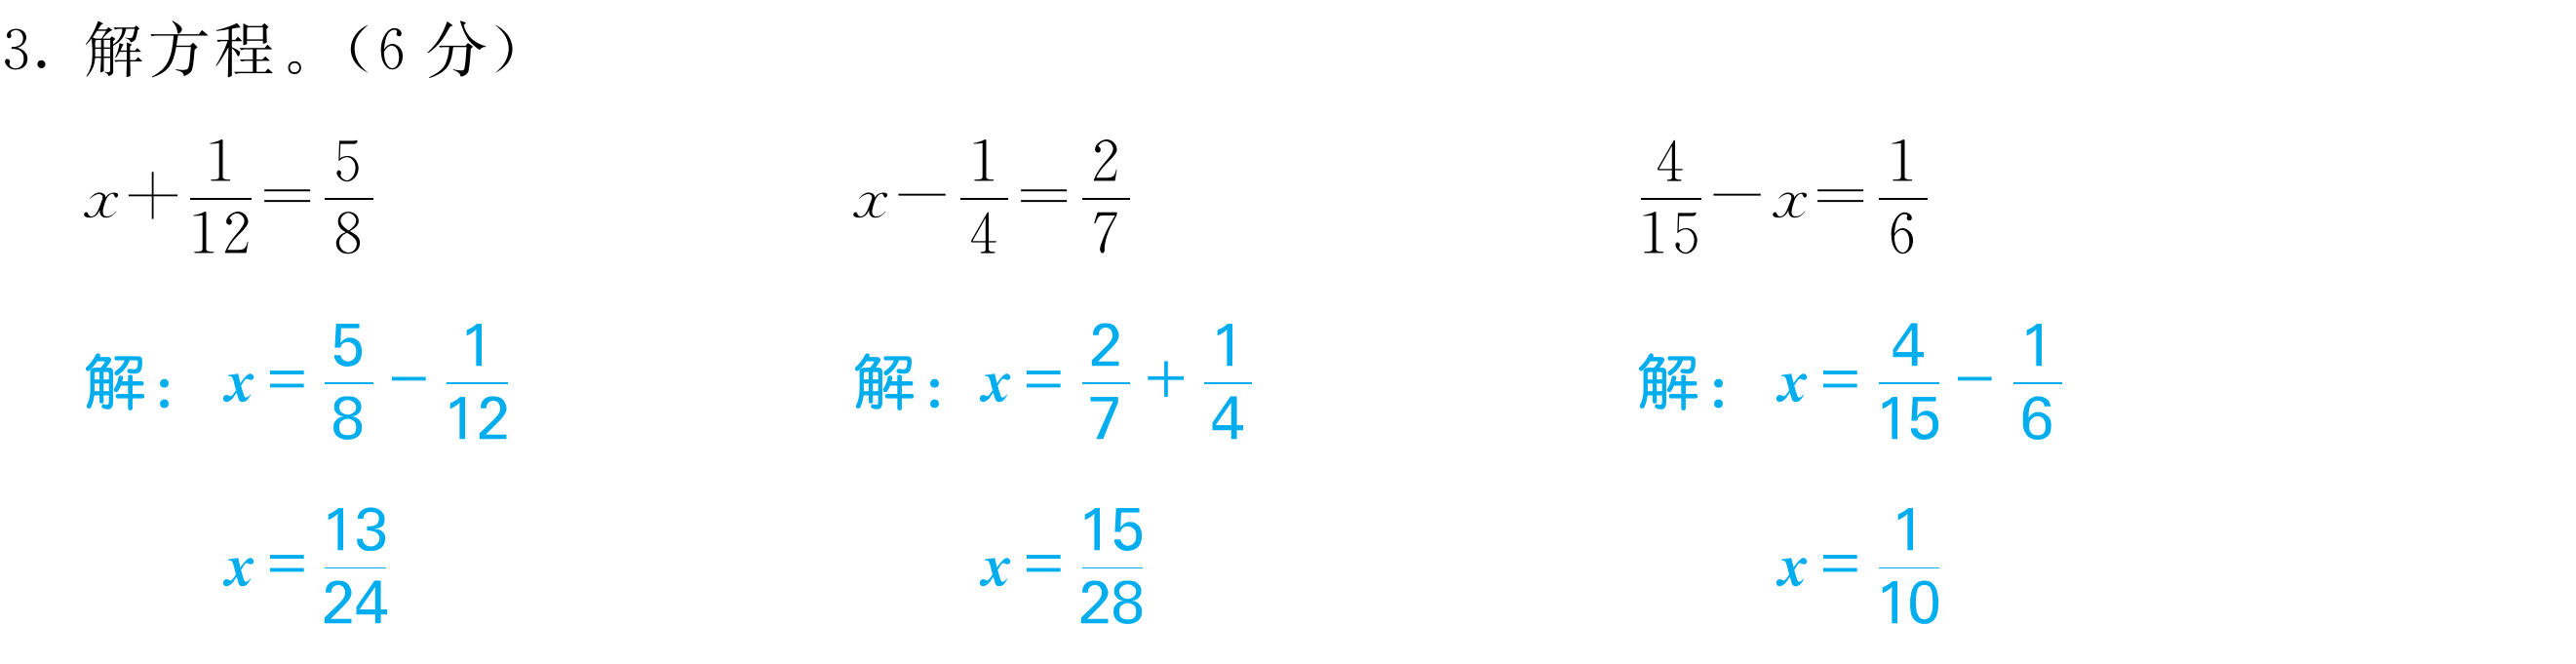 3. 解方程。(6 分)
x+1/12=5/8 x−1/4=2/7 4/15−x=1/6
解: x=5/8−1/12 解: x=2/7+1/4 解: x=4/15−1/6
x=13/24 x=15/28 x=1/10